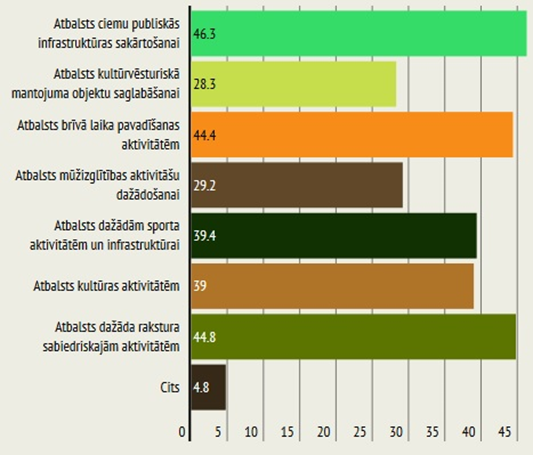 Atbalsts ciemu publiskās
infrastruktūras sakārtošanai
46.3
Atbalsts kultūrvēsturiskā
mantojuma objektu saglabāšanai
28.3
Atbalsts brīvā laika pavadīšanas
aktivitātēm
44.4
Atbalsts mūžizglītības aktivitāšu
dažādošanai
29.2
Atbalsts dažādām sporta
aktivitātēm un infrastruktūrai
39.4
Atbalsts kultūras aktivitātēm
39
Atbalsts dažāda rakstura
sabiedriskajām aktivitātēm
44.8
Cits
4.8
0 5 10 15 20 25 30 35 40 45